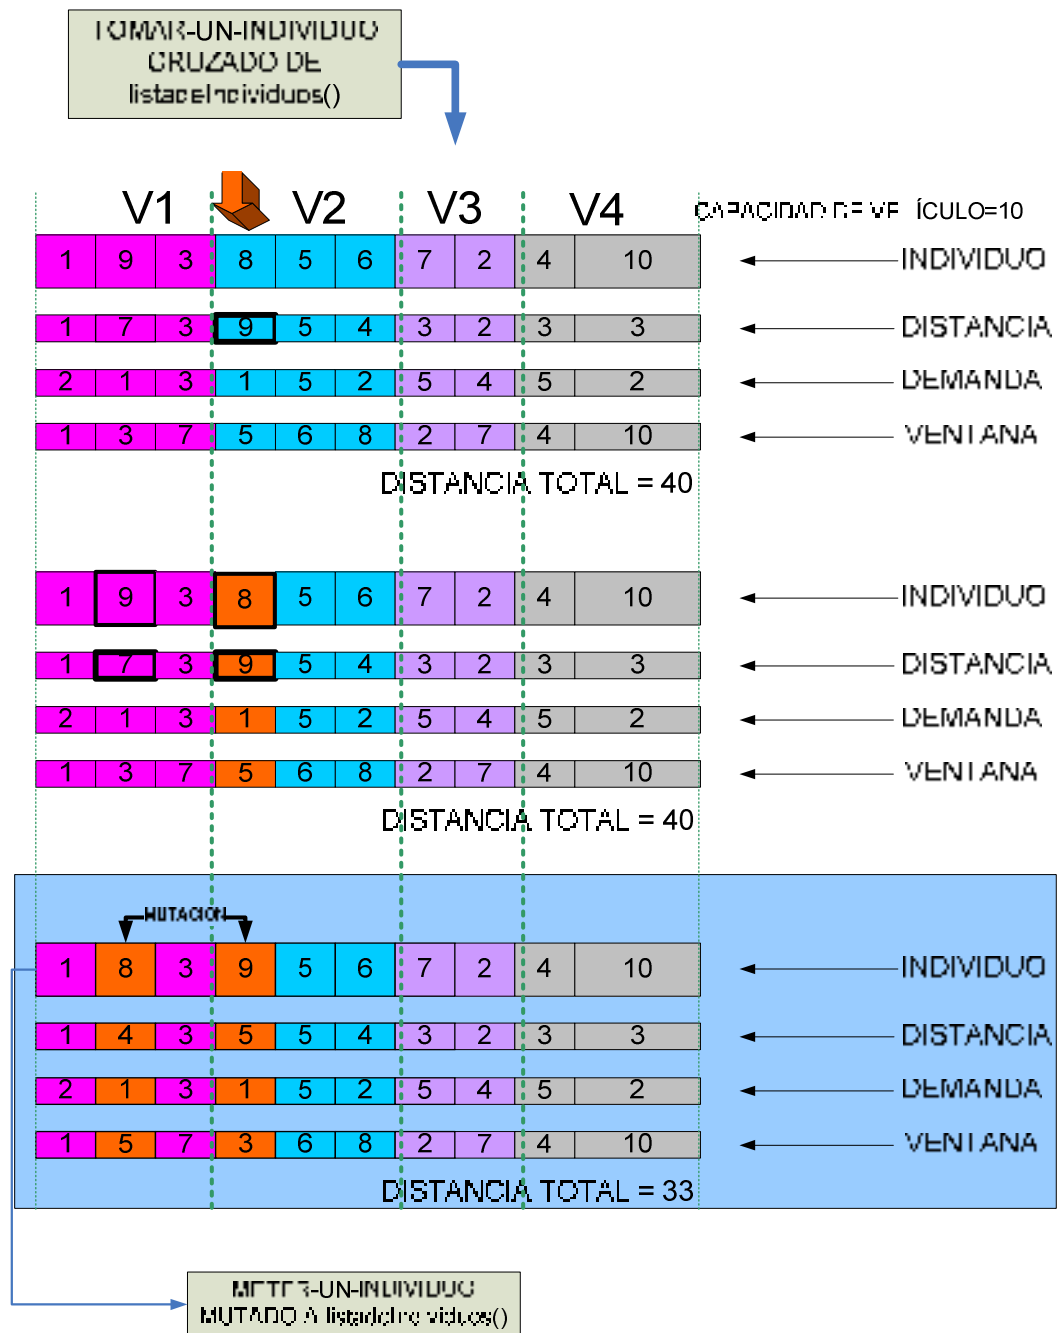 TOMAR-UN-INDIVIDUO
CRUZADO DE
listadeIndividuos()
V1 V2 V3 V4 CAPACIDAD DE VEÍCULO=10
1 9 3 8 5 6 7 2 4 10 INDIVIDUO
1 7 3 9 5 4 3 2 3 3 DISTANCIA
2 1 3 1 5 2 5 4 5 2 DEMANDA
1 3 7 5 6 8 2 7 4 10 VENTANA
DISTANCIA TOTAL = 40
1 9 3 8 5 6 7 2 4 10 INDIVIDUO
1 7 3 9 5 4 3 2 3 3 DISTANCIA
2 1 3 1 5 2 5 4 5 2 DEMANDA
1 3 7 5 6 8 2 7 4 10 VENTANA
DISTANCIA TOTAL = 40
MUTACION
1 8 3 9 5 6 7 2 4 10 INDIVIDUO
1 4 3 5 5 4 3 2 3 3 DISTANCIA
2 1 3 1 5 2 5 4 5 2 DEMANDA
1 5 7 3 6 8 2 7 4 10 VENTANA
DISTANCIA TOTAL = 33
METER-UN-INDIVIDUO
MUTADO A listadeIndividuos()